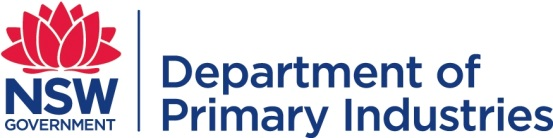 NSW
GOVERNMENT
Department of
Primary Industries